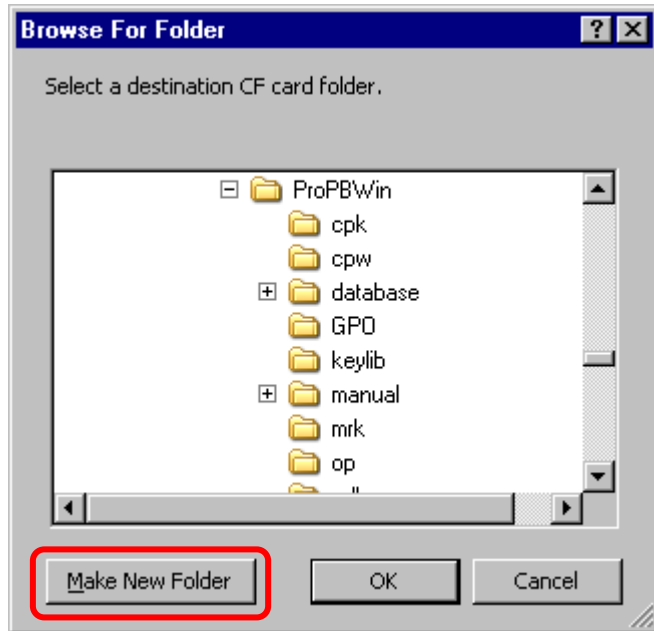 Browse For Folder
Select a destination CF card folder.
ProPBWin
cpk
cpw
database
GPO
keylib
manual
mrk
op
Make New Folder
OK
Cancel